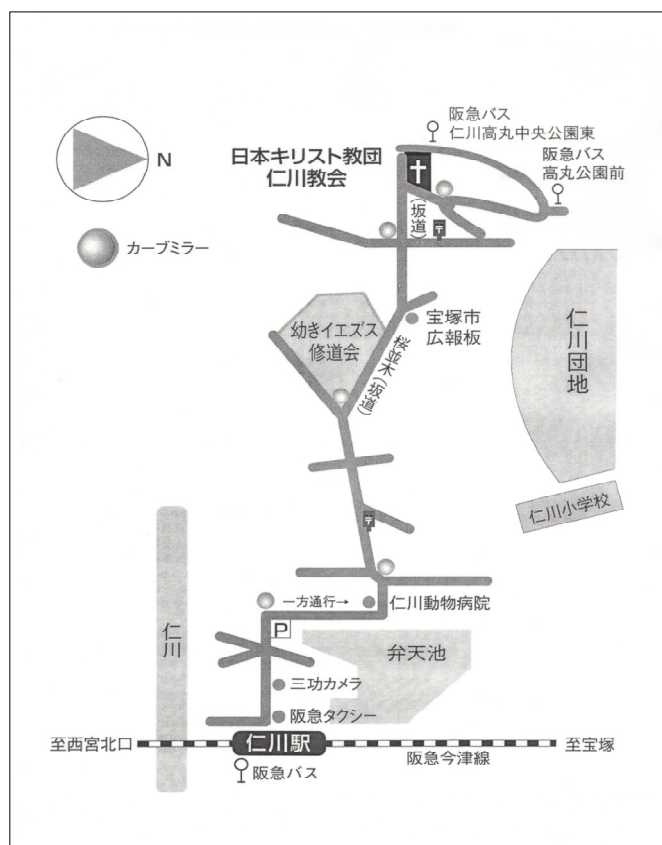 阪急バス
仁川高丸中央公園東
阪急バス
高丸公園前
N
日本キリスト教団
仁川教会
(坂道)
〒
カーブミラー
宝塚市
広報板
幼きイエズス
修道会
桜並木(坂道)
仁川団地
仁川小学校
〒
一方通行→
仁川動物病院
P
仁川
弁天池
三功カメラ
阪急タクシー
至西宮北口
仁川駅
阪急今津線
至宝塚
阪急バス